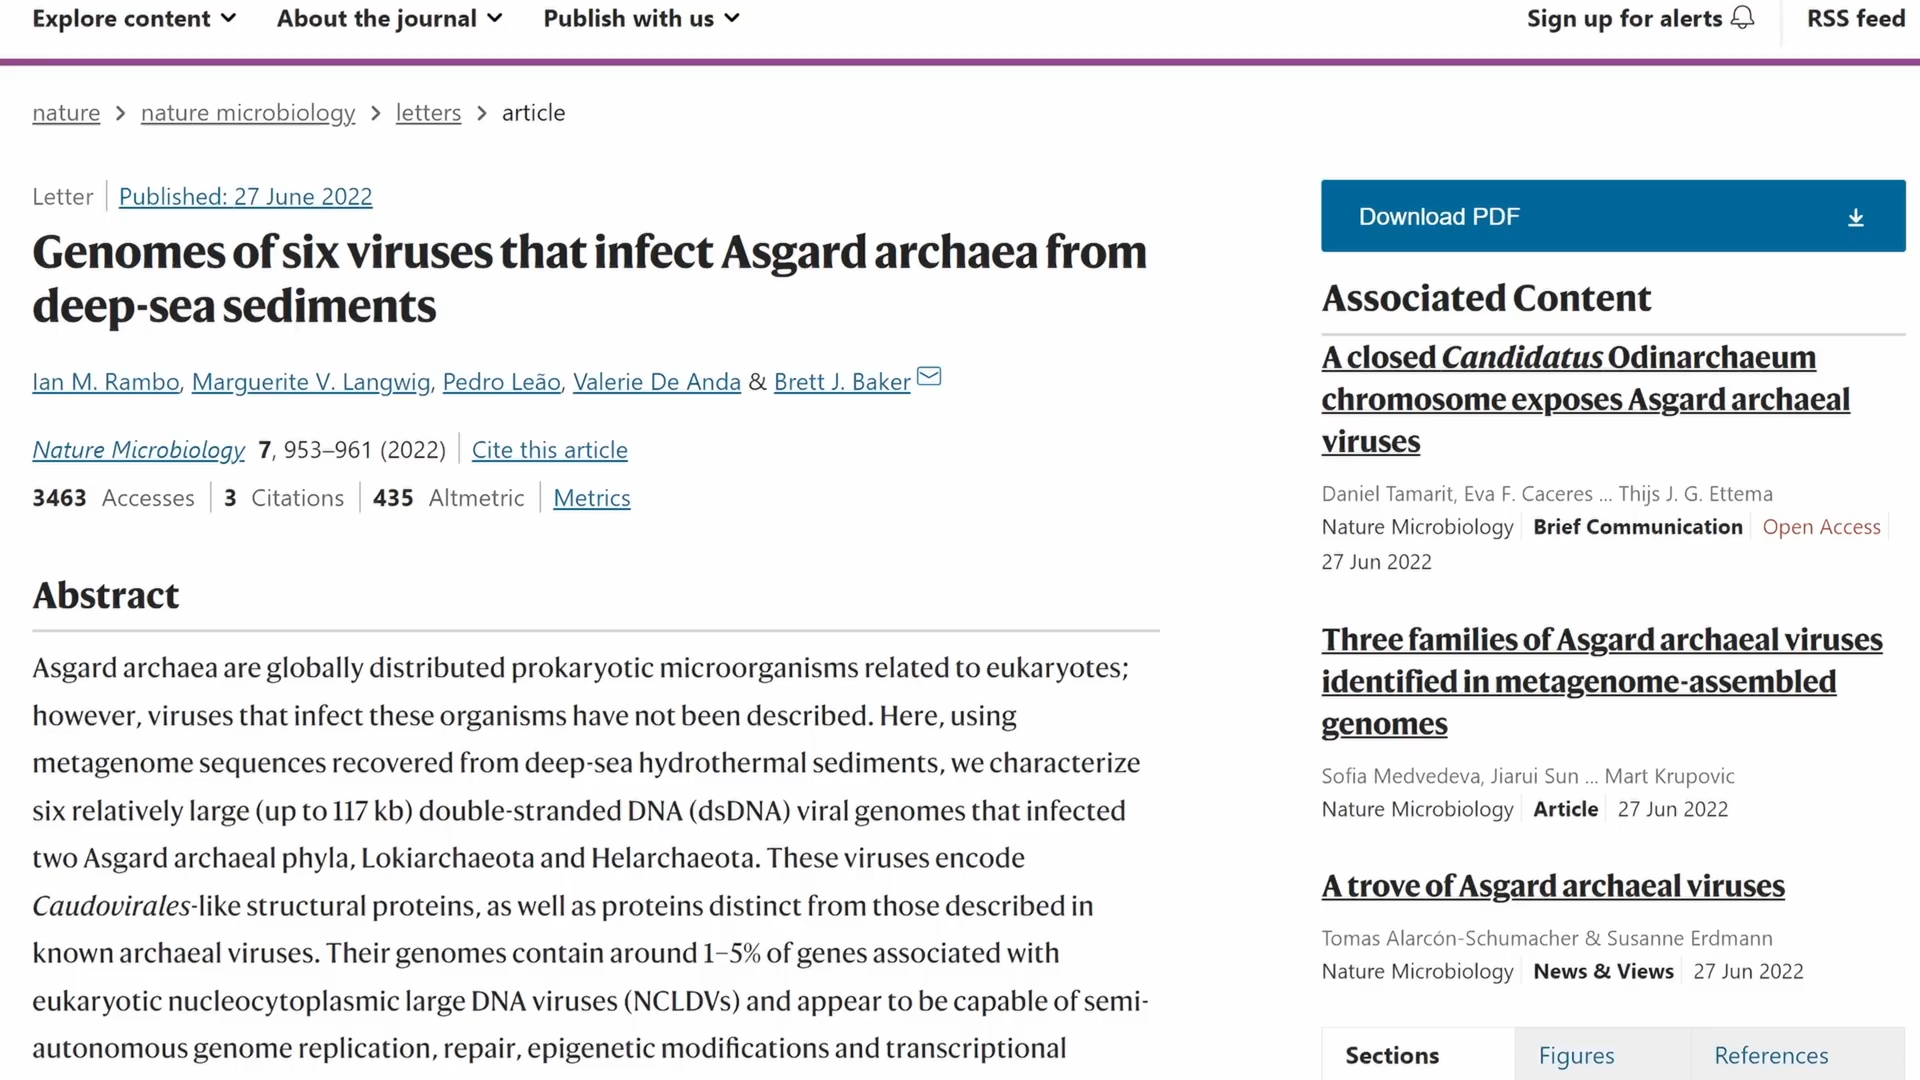 Explore content About the journal Publish with us Sign up for alerts RSS feed
nature > nature microbiology > letters > article
Letter Published: 27 June 2022
Genomes of six viruses that infect Asgard archaea from
deep-sea sediments
Ian M. Rambo, Marguerite V. Langwig, Pedro Leão, Valerie De Anda & Brett J. Baker
Nature Microbiology 7, 953–961 (2022) Cite this article
3463 Accesses 3 Citations 435 Altmetric Metrics
Abstract
Asgard archaea are globally distributed prokaryotic microorganisms related to eukaryotes;
however, viruses that infect these organisms have not been described. Here, using
metagenome sequences recovered from deep-sea hydrothermal sediments, we characterize
six relatively large (up to 117 kb) double-stranded DNA (dsDNA) viral genomes that infected
two Asgard archaeal phyla, Lokiarchaeota and Helarchaeota. These viruses encode
Caudovirales-like structural proteins, as well as proteins distinct from those described in
known archaeal viruses. Their genomes contain around 1–5% of genes associated with
eukaryotic nucleocytoplasmic large DNA viruses (NCLDVs) and appear to be capable of semi-
autonomous genome replication, repair, epigenetic modifications and transcriptional
Download PDF
Associated Content
A closed Candidatus Odinarchaeum
chromosome exposes Asgard archaeal
viruses
Daniel Tamarit, Eva F. Caceres ... Thijs J. G. Ettema
Nature Microbiology Brief Communication Open Access
27 Jun 2022
Three families of Asgard archaeal viruses
identified in metagenome-assembled
genomes
Sofia Medvedeva, Jiarui Sun ... Mart Krupovic
Nature Microbiology Article 27 Jun 2022
A trove of Asgard archaeal viruses
Tomas Alarcón-Schumacher & Susanne Erdmann
Nature Microbiology News & Views 27 Jun 2022
Sections Figures References